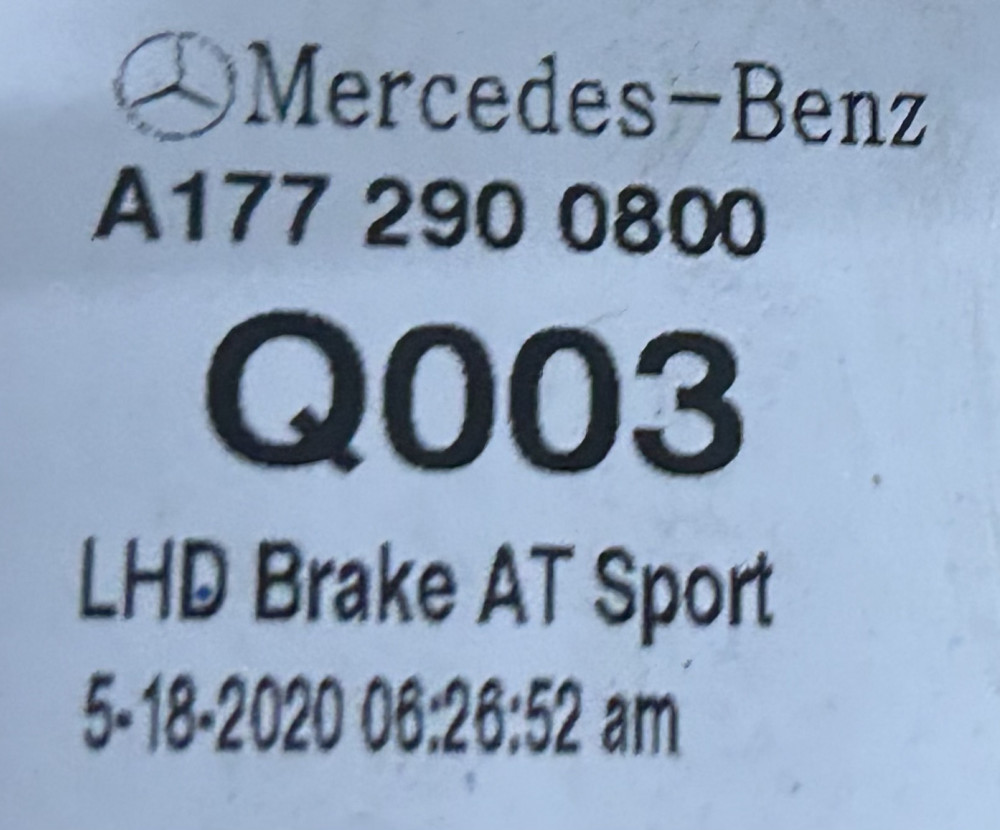 Mercedes-Benz
A177 290 0800
Q003
LHD Brake AT Sport
5-18-2020 06:26:52 am